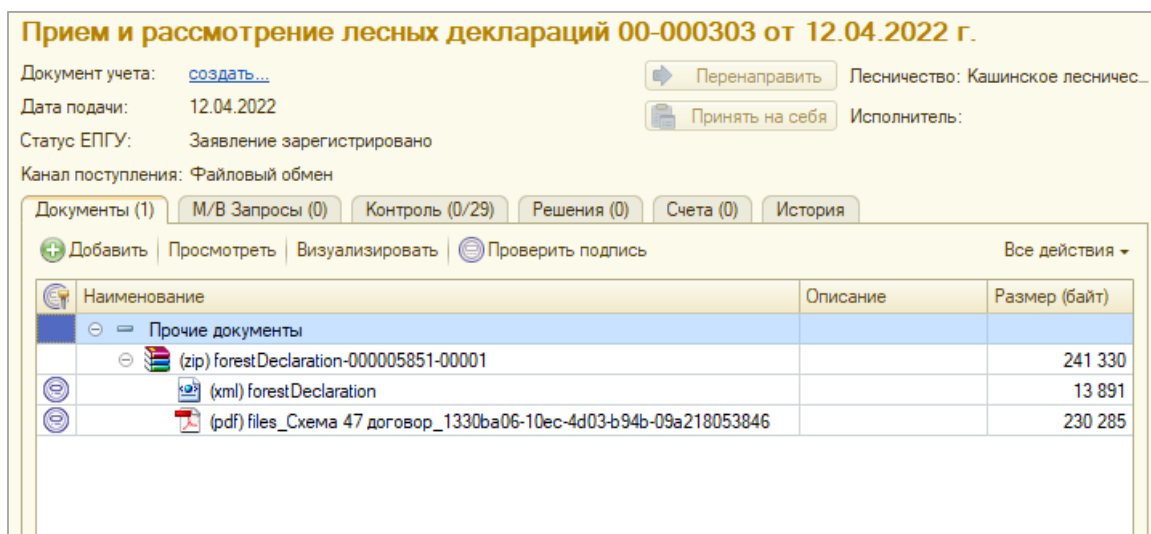 Прием и рассмотрение лесных деклараций 00-000303 от 12.04.2022 г.
Документ учета: создать...
Перенаправить Лесничество: Кашинское лесничес...
Дата подачи: 12.04.2022
Принять на себя Исполнитель:
Статус ЕПГУ: Заявление зарегистрировано
Канал поступления: Файловый обмен
Документы (1) М/В Запросы (0) Контроль (0/29) Решения (0) Счета (0) История
Добавить Просмотреть Визуализировать Проверить подпись Все действия
Наименование Описание Размер (байт)
Прочие документы
(zip) forestDeclaration-000005851-00001 241 330
(xml) forestDeclaration 13 891
(pdf) files_Схема 47 договор_1330ba06-10ec-4d03-b94b-09a218053846 230 285